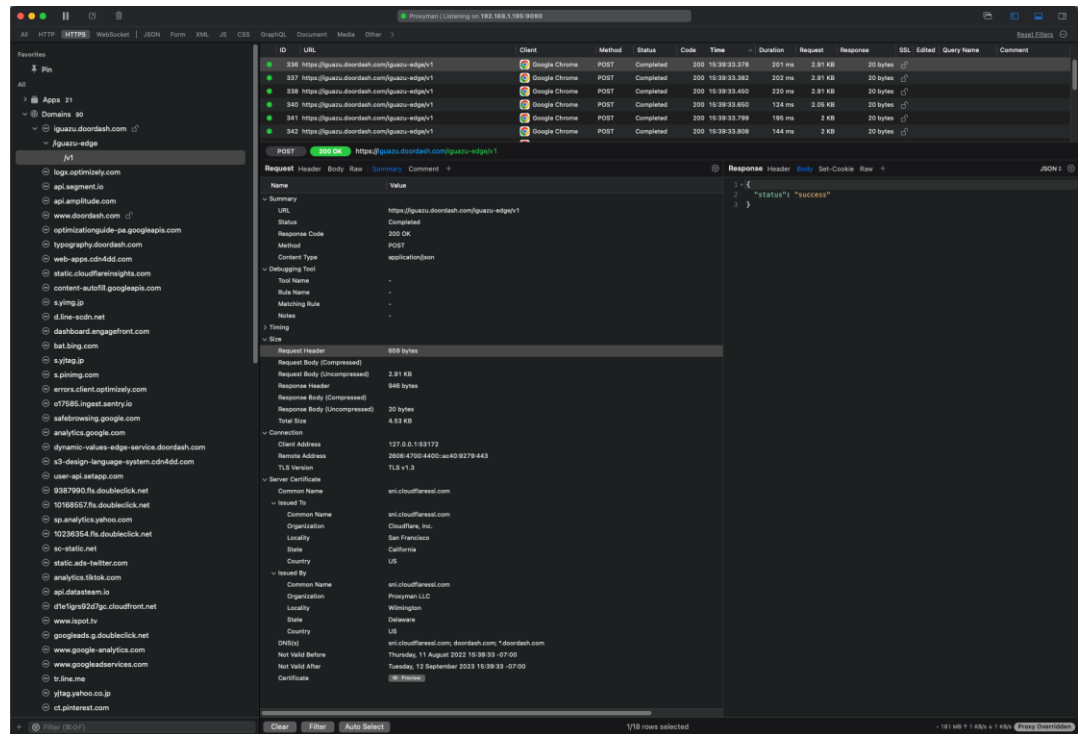 Proxyman | Listening on 192.168.1.195:9090
All HTTP HTTPS WebSocket JSON Form XML JS CSS GraphQL Document Media Other
Reset Filters
Favorites
Pin
All
Apps 21
Domains 90
iguazu.doordash.com
/iguazu-edge
/v1
logx.optimizely.com
api.segment.io
api.amplitude.com
www.doordash.com
optimizationguide-pa.googleapis.com
typography.doordash.com
web-apps.cdn4dd.com
static.cloudflareinsights.com
content-autofill.googleapis.com
s.yimg.jp
d.line-scdn.net
dashboard.engagefront.com
bat.bing.com
s.yjtag.jp
s.pinimg.com
errors.client.optimizely.com
o17585.ingest.sentry.io
safebrowsing.google.com
analytics.google.com
dynamic-values-edge-service.doordash.com
s3-design-language-system.cdn4dd.com
user-api.setapp.com
9387990.fls.doubleclick.net
10168557.fls.doubleclick.net
sp.analytics.yahoo.com
10236354.fls.doubleclick.net
sc-static.net
static.ads-twitter.com
analytics.tiktok.com
api.datasteam.io
d1e1igrs92d7gc.cloudfront.net
www.ispot.tv
googleads.g.doubleclick.net
www.google-analytics.com
www.googleadservices.com
tr.line.me
yjtag.yahoo.co.jp
ct.pinterest.com
Filter (⌘⇧F)
ID URL Client Method Status Code Time Duration Request Response SSL Edited Query Name Comment
336 https://iguazu.doordash.com/iguazu-edge/v1 Google Chrome POST Completed 200 15:39:33.378 201 ms 2.91 KB 20 bytes
337 https://iguazu.doordash.com/iguazu-edge/v1 Google Chrome POST Completed 200 15:39:33.382 202 ms 2.91 KB 20 bytes
338 https://iguazu.doordash.com/iguazu-edge/v1 Google Chrome POST Completed 200 15:39:33.450 220 ms 2.91 KB 20 bytes
340 https://iguazu.doordash.com/iguazu-edge/v1 Google Chrome POST Completed 200 15:39:33.650 124 ms 2.05 KB 20 bytes
341 https://iguazu.doordash.com/iguazu-edge/v1 Google Chrome POST Completed 200 15:39:33.799 195 ms 2 KB 20 bytes
342 https://iguazu.doordash.com/iguazu-edge/v1 Google Chrome POST Completed 200 15:39:33.808 144 ms 2 KB 20 bytes
POST 200 OK https://iguazu.doordash.com/iguazu-edge/v1
Request Header Body Raw Summary Comment +
Name Value
Summary
URL https://iguazu.doordash.com/iguazu-edge/v1
Status Completed
Response Code 200 OK
Method POST
Content Type application/json
Debugging Tool
Tool Name -
Rule Name -
Matching Rule -
Notes -
Timing
Size
Request Header 659 bytes
Request Body (Compressed)
Request Body (Uncompressed) 2.91 KB
Response Header 946 bytes
Response Body (Compressed)
Response Body (Uncompressed) 20 bytes
Total Size 4.53 KB
Connection
Client Address 127.0.0.1:53172
Remote Address 2606:4700:4400::ac40:9279:443
TLS Version TLS v1.3
Server Certificate
Common Name sni.cloudflaressl.com
Issued To
Common Name sni.cloudflaressl.com
Organization Cloudflare, Inc.
Locality San Francisco
State California
Country US
Issued By
Common Name sni.cloudflaressl.com
Organization Proxyman LLC
Locality Wilmington
State Delaware
Country US
DNS(s) sni.cloudflaressl.com; doordash.com; *.doordash.com
Not Valid Before Thursday, 11 August 2022 15:39:33 -07:00
Not Valid After Tuesday, 12 September 2023 15:39:33 -07:00
Certificate Preview
Response Header Body Set-Cookie Raw + JSON
1 {
2 "status": "success"
3 }
Clear Filter Auto Select
1/18 rows selected
181 MB ↑ 1 KB/s ↓ 1 KB/s Proxy Overridden